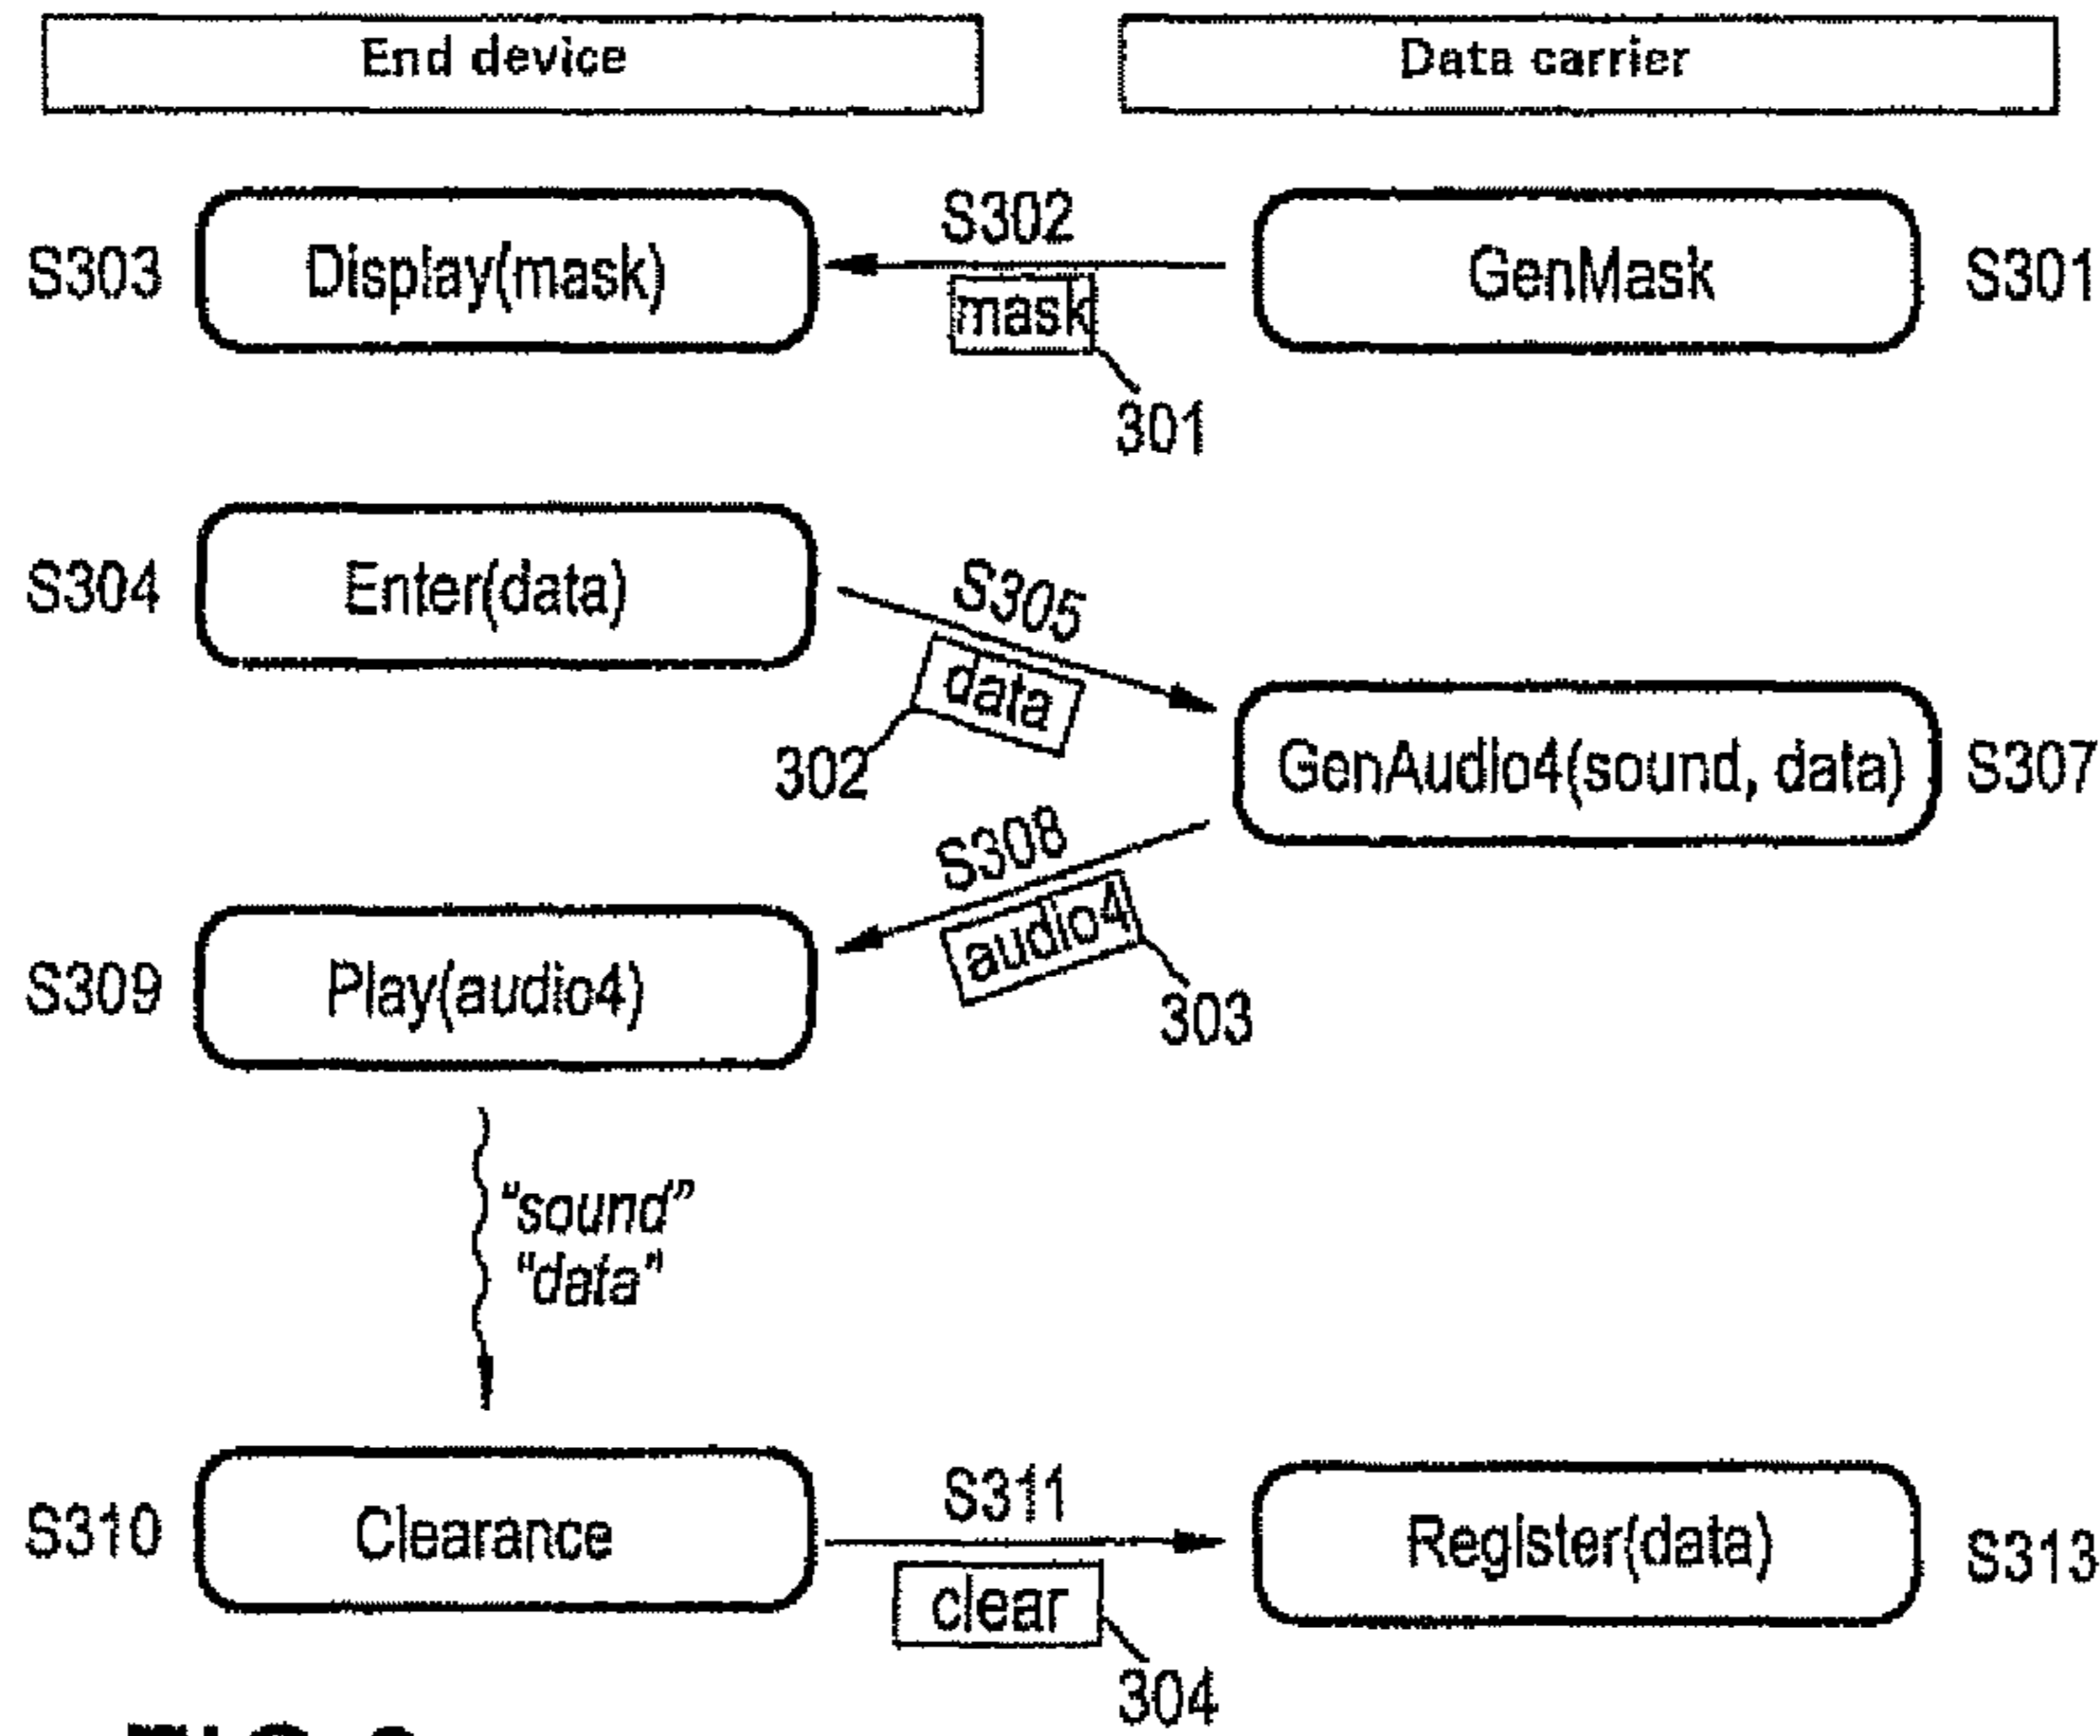 End device
Data carrier
S303
Display(mask)
S302
mask
301
GenMask
S301
S304
Enter(data)
S305
data
302
GenAudio4(sound, data)
S307
S308
audio4
303
S309
Play(audio4)
"sound"
"data"
S310
Clearance
S311
clear
304
Register(data)
S313